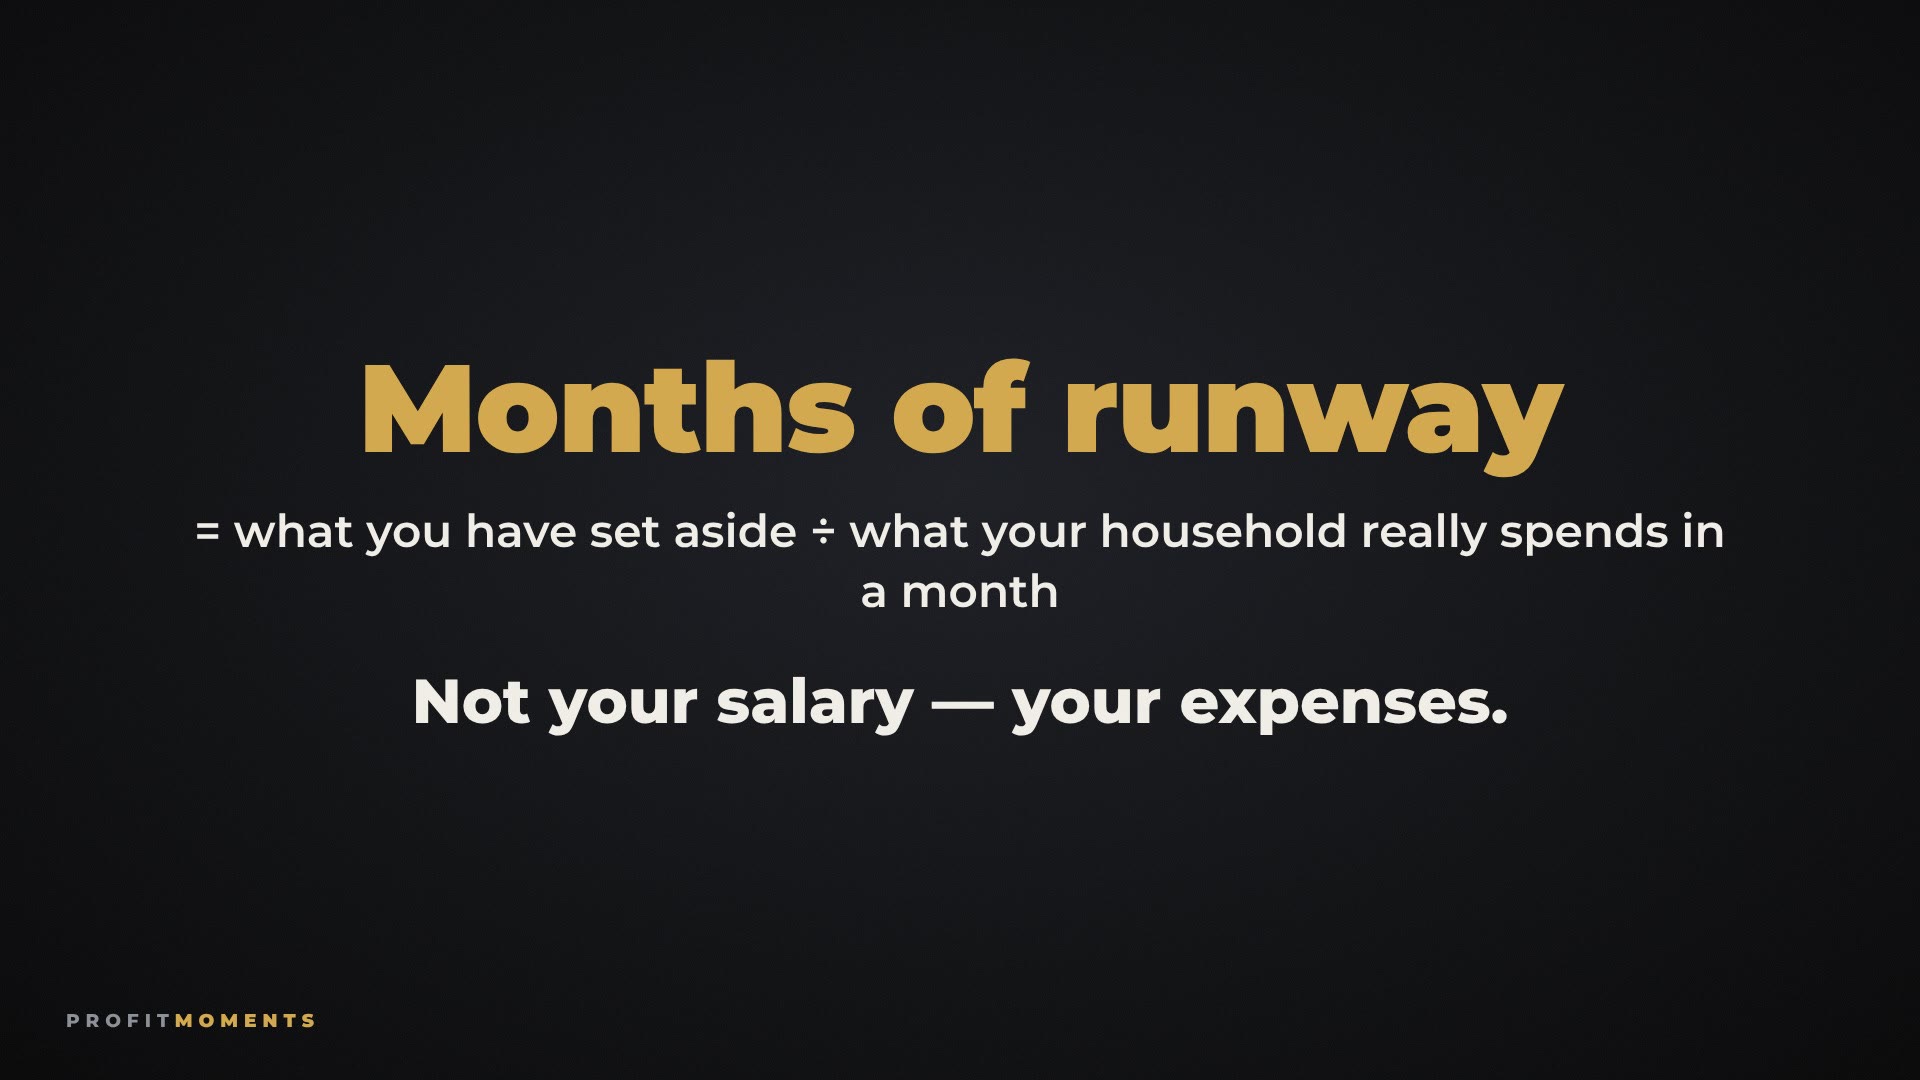 Months of runway
= what you have set aside ÷ what your household really spends in
a month
Not your salary — your expenses.
PROFITMOMENTS